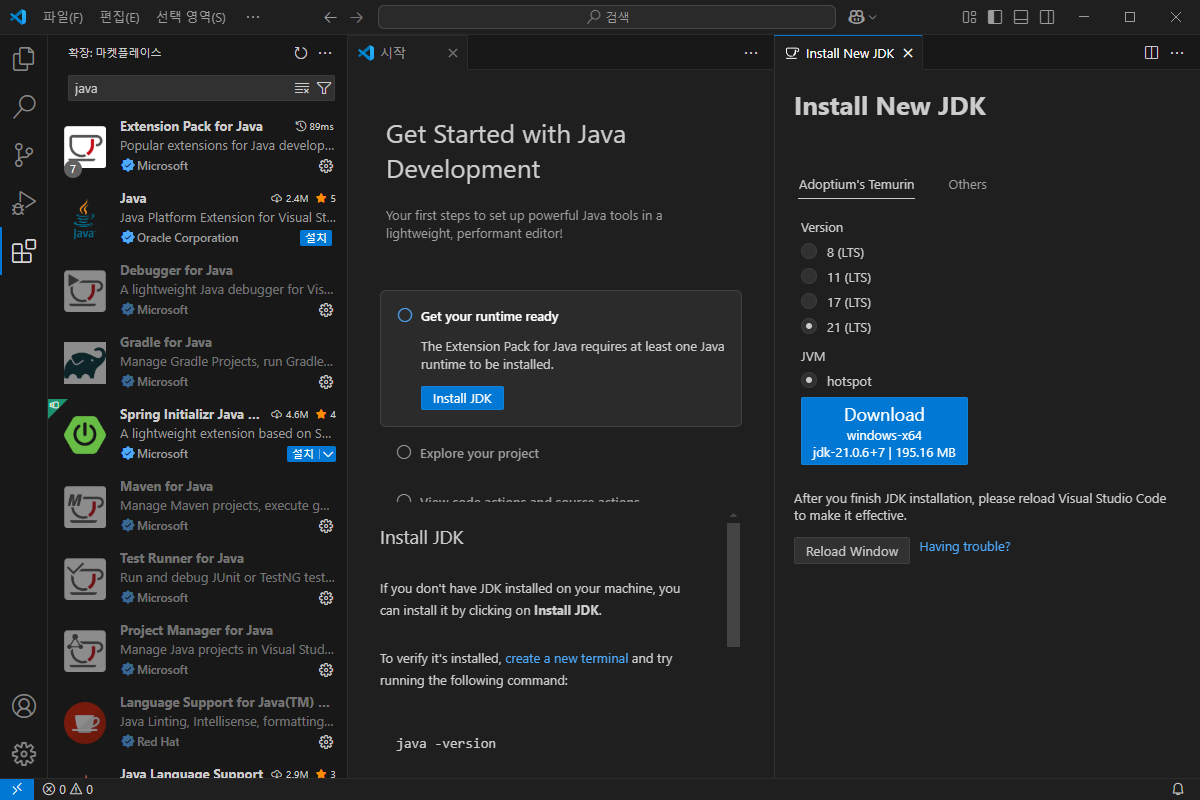 파일(F) 편집(E) 선택 영역(S) ···
검색
확장: 마켓플레이스
java
Extension Pack for Java 89ms
Popular extensions for Java develop...
Microsoft
7
Java 2.4M 5
Java Platform Extension for Visual St...
Oracle Corporation 설치
Java
Debugger for Java
A lightweight Java debugger for Vis...
Microsoft
Gradle for Java
Manage Gradle Projects, run Gradle...
Microsoft
Spring Initializr Java ... 4.6M 4
A lightweight extension based on S...
Microsoft 설치
Maven for Java
Manage Maven projects, execute g...
Microsoft
Test Runner for Java
Run and debug JUnit or TestNG test...
Microsoft
Project Manager for Java
Manage Java projects in Visual Stud...
Microsoft
Language Support for Java(TM) ...
Java Linting, Intellisense, formatting...
Red Hat
Java Language Support 2.9M 3
시작
Get Started with Java
Development
Your first steps to set up powerful Java tools in a
lightweight, performant editor!
Get your runtime ready
The Extension Pack for Java requires at least one Java
runtime to be installed.
Install JDK
Explore your project
View code actions and source actions
Install JDK
If you don't have JDK installed on your machine, you
can install it by clicking on Install JDK.
To verify it's installed, create a new terminal and try
running the following command:
java -version
Install New JDK
Install New JDK
Adoptium's Temurin Others
Version
8 (LTS)
11 (LTS)
17 (LTS)
21 (LTS)
JVM
hotspot
Download
windows-x64
jdk-21.0.6+7 | 195.16 MB
After you finish JDK installation, please reload Visual Studio Code
to make it effective.
Reload Window Having trouble?
0 0